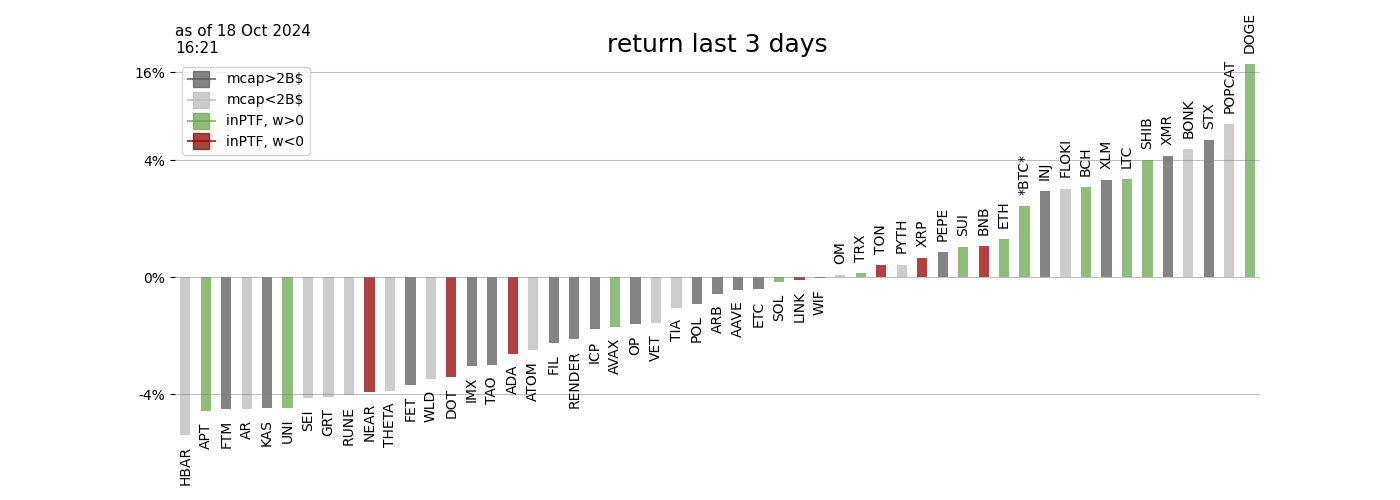 as of 18 Oct 2024
16:21
return last 3 days
16%
4%
0%
-4%
mcap>2B$
mcap<2B$
inPTF, w>0
inPTF, w<0
HBAR
APT
FTM
AR
KAS
UNI
SEI
GRT
RUNE
NEAR
THETA
FET
WLD
DOT
IMX
TAO
ADA
ATOM
FIL
RENDER
ICP
AVAX
OP
VET
TIA
POL
ARB
AAVE
ETC
SOL
LINK
WIF
OM
TRX
TON
PYTH
XRP
PEPE
SUI
BNB
ETH
*BTC*
INJ
FLOKI
BCH
XLM
LTC
SHIB
XMR
BONK
STX
POPCAT
DOGE